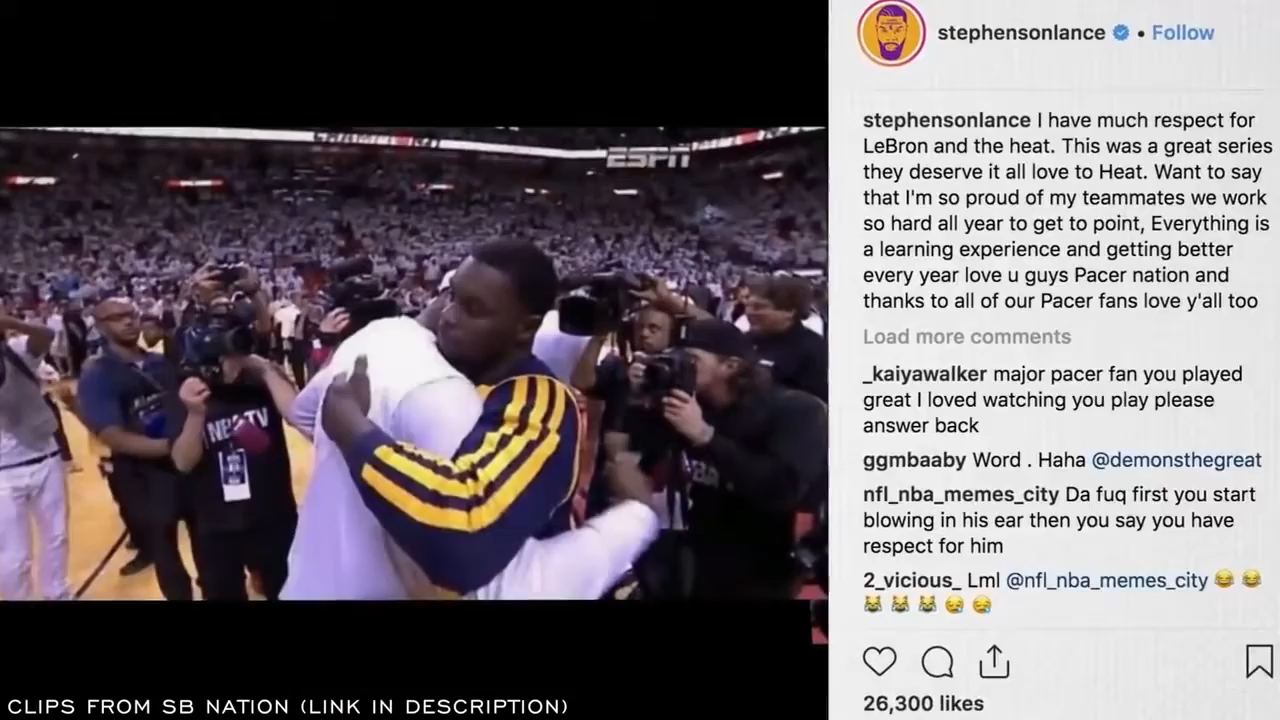 ESPN
NBA TV
CLIPS FROM SB NATION (LINK IN DESCRIPTION)
stephensonlance • Follow
stephensonlance I have much respect for
LeBron and the heat. This was a great series
they deserve it all love to Heat. Want to say
that I'm so proud of my teammates we work
so hard all year to get to point, Everything is
a learning experience and getting better
every year love u guys Pacer nation and
thanks to all of our Pacer fans love y'all too
Load more comments
_kaiyawalker major pacer fan you played
great I loved watching you play please
answer back
ggmbaaby Word . Haha @demonsthegreat
nfl_nba_memes_city Da fuq first you start
blowing in his ear then you say you have
respect for him
2_vicious_ Lml @nfl_nba_memes_city 😂 😂
😹 😹 😹 😪 😪
26,300 likes